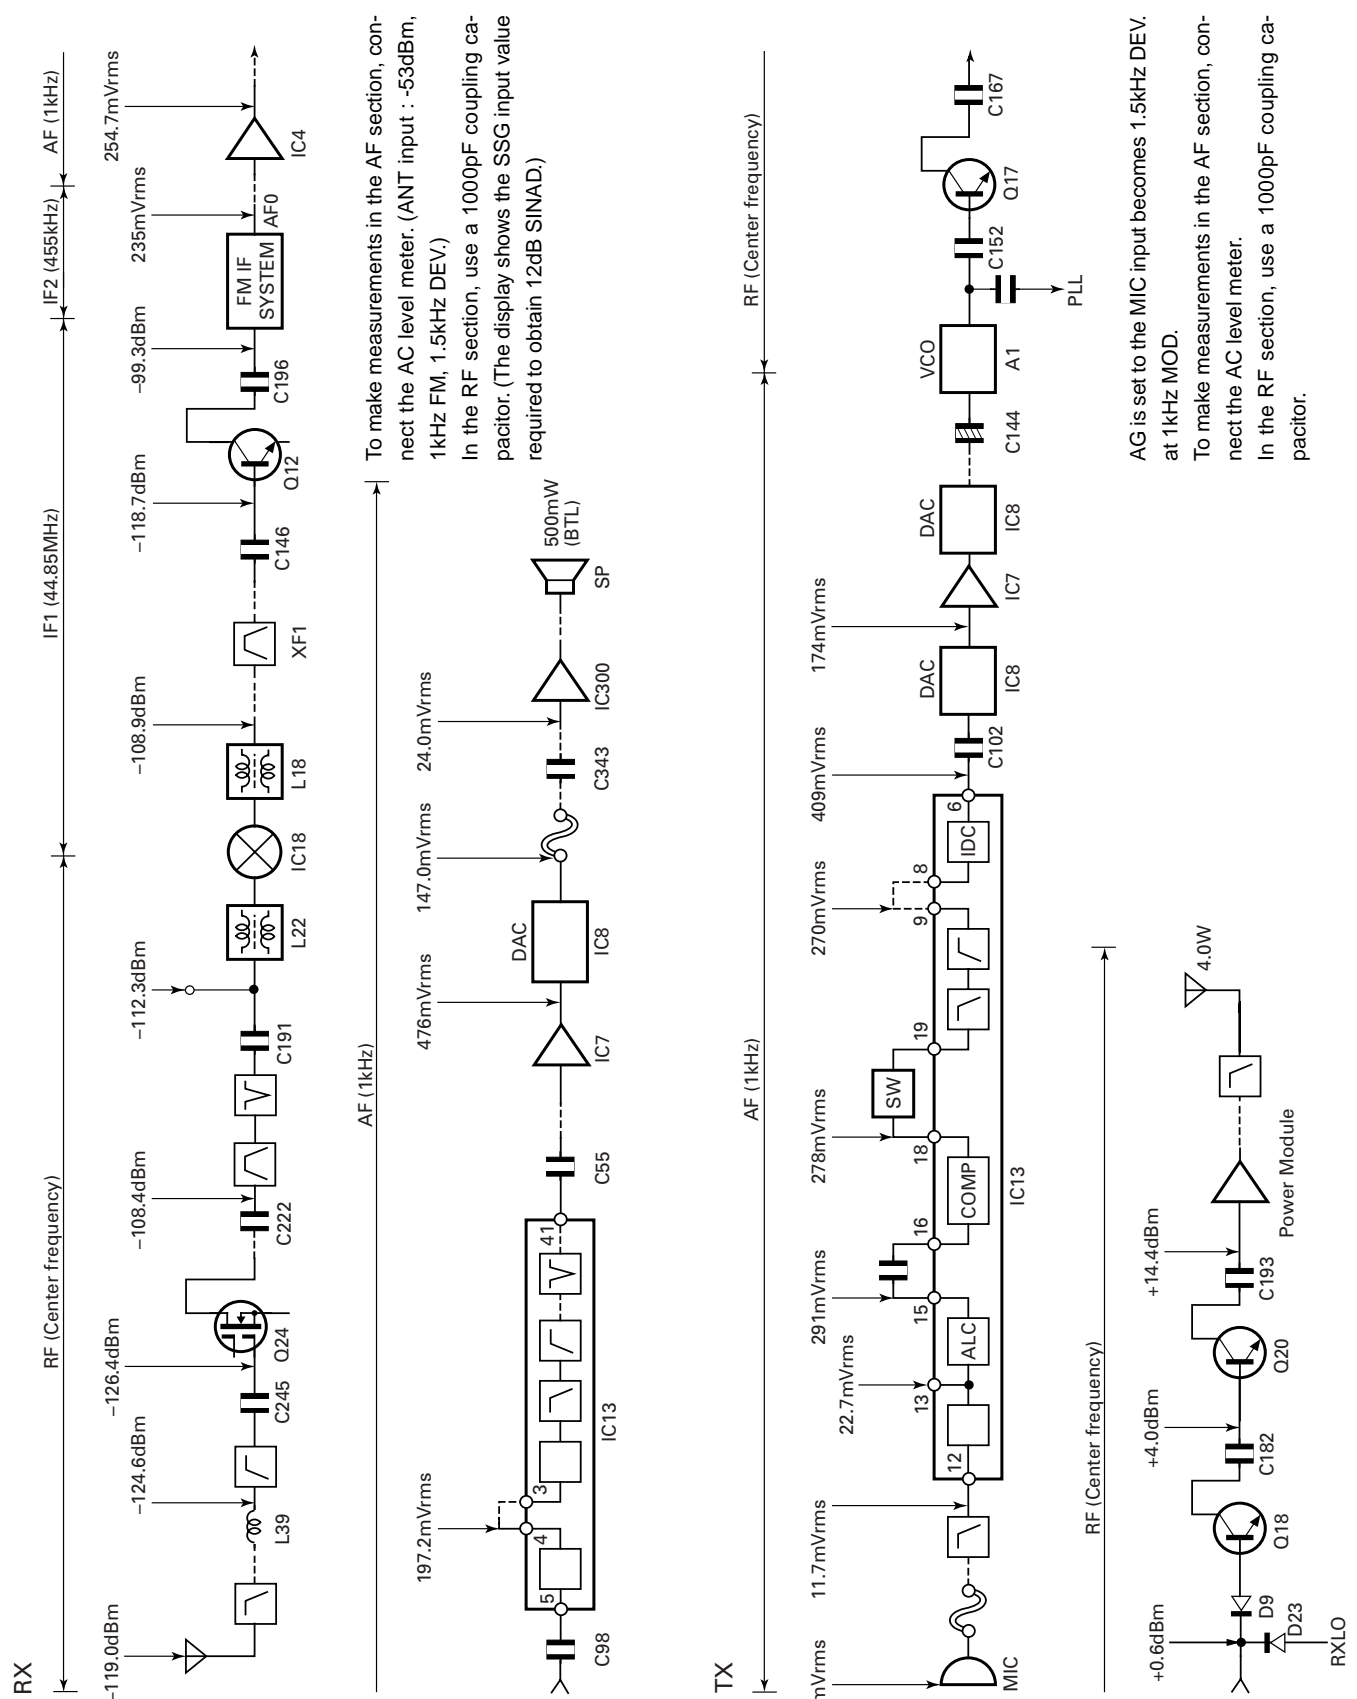 RX
RF (Center frequency)
IF1 (44.85MHz)
IF2 (455kHz)
AF (1kHz)
–119.0dBm
–124.6dBm
–126.4dBm
–108.4dBm
–112.3dBm
–108.9dBm
–118.7dBm
–99.3dBm
235mVrms
254.7mVrms
L39
C245
Q24
C222
C191
L22
IC18
L18
XF1
C146
Q12
C196
FM IF
SYSTEM
AF0
IC4
AF (1kHz)
197.2mVrms
476mVrms
147.0mVrms
24.0mVrms
C98
5
4
3
IC13
41
C55
IC7
DAC
IC8
C343
IC300
SP
500mW
(BTL)
To make measurements in the AF section, con-
nect the AC level meter. (ANT input : -53dBm,
1kHz FM, 1.5kHz DEV.)
In the RF section, use a 1000pF coupling ca-
pacitor. (The display shows the SSG input value
required to obtain 12dB SINAD.)
TX
AF (1kHz)
RF (Center frequency)
mVrms
11.7mVrms
22.7mVrms
291mVrms
278mVrms
270mVrms
409mVrms
174mVrms
MIC
12
13
ALC
15
16
COMP
18
SW
19
9
8
IDC
6
IC13
C102
DAC
IC8
IC7
DAC
IC8
C144
VCO
A1
PLL
C152
Q17
C167
RF (Center frequency)
+0.6dBm
+4.0dBm
+14.4dBm
4.0W
RXLO
D23
D9
Q18
C182
Q20
C193
Power Module
AG is set to the MIC input becomes 1.5kHz DEV.
at 1kHz MOD.
To make measurements in the AF section, con-
nect the AC level meter.
In the RF section, use a 1000pF coupling ca-
pacitor.